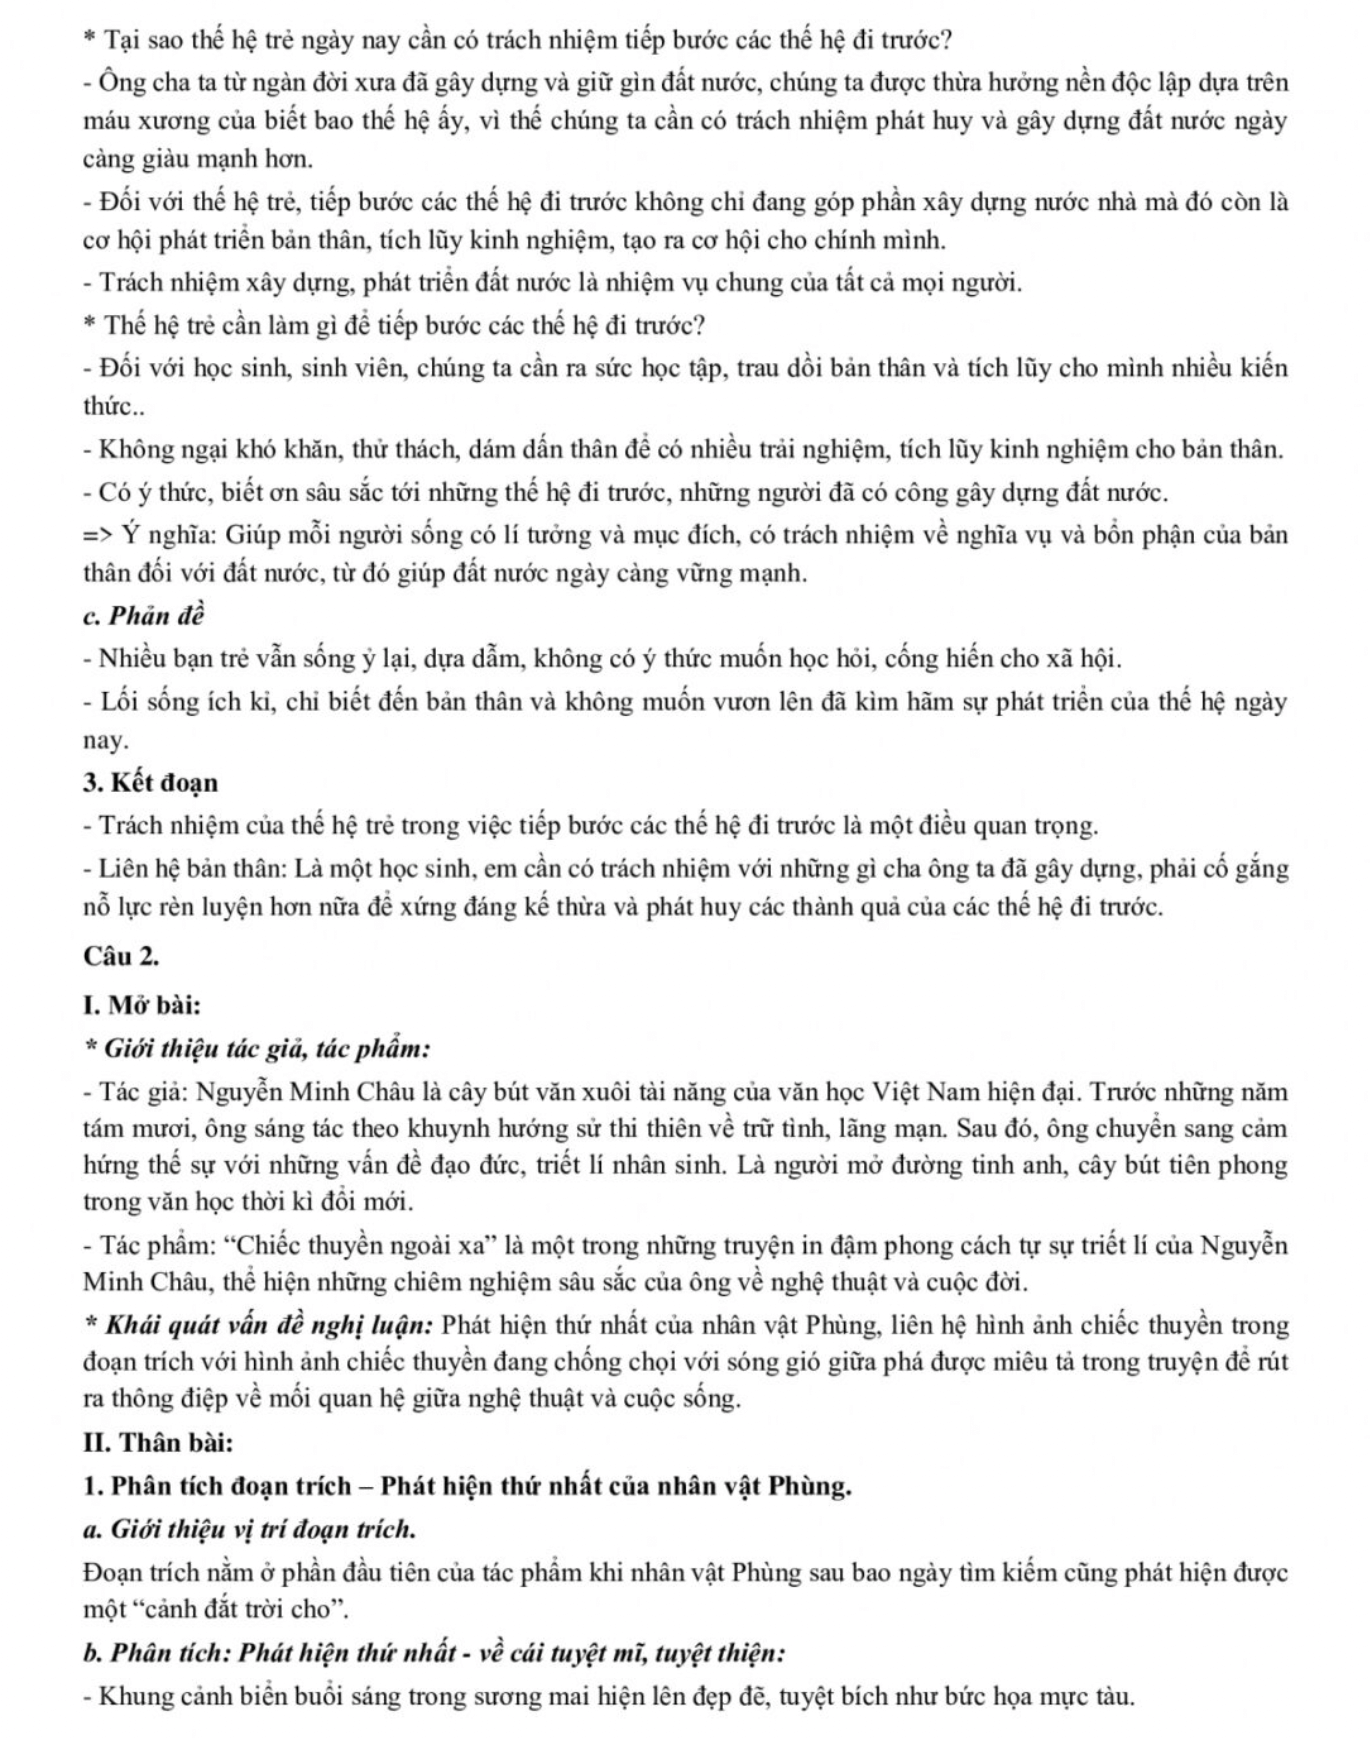 * Tại sao thế hệ trẻ ngày nay cần có trách nhiệm tiếp bước các thế hệ đi trước?
- Ông cha ta từ ngàn đời xưa đã gây dựng và giữ gìn đất nước, chúng ta được thừa hưởng nền độc lập dựa trên
máu xương của biết bao thế hệ ấy, vì thế chúng ta cần có trách nhiệm phát huy và gây dựng đất nước ngày
càng giàu mạnh hơn.
- Đối với thế hệ trẻ, tiếp bước các thế hệ đi trước không chỉ đang góp phần xây dựng nước nhà mà đó còn là
cơ hội phát triển bản thân, tích lũy kinh nghiệm, tạo ra cơ hội cho chính mình.
- Trách nhiệm xây dựng, phát triển đất nước là nhiệm vụ chung của tất cả mọi người.
* Thế hệ trẻ cần làm gì để tiếp bước các thế hệ đi trước?
- Đối với học sinh, sinh viên, chúng ta cần ra sức học tập, trau dồi bản thân và tích lũy cho mình nhiều kiến
thức..
- Không ngại khó khăn, thử thách, dám dấn thân để có nhiều trải nghiệm, tích lũy kinh nghiệm cho bản thân.
- Có ý thức, biết ơn sâu sắc tới những thế hệ đi trước, những người đã có công gây dựng đất nước.
=> Ý nghĩa: Giúp mỗi người sống có lí tưởng và mục đích, có trách nhiệm về nghĩa vụ và bổn phận của bản
thân đối với đất nước, từ đó giúp đất nước ngày càng vững mạnh.
c. Phản đề
- Nhiều bạn trẻ vẫn sống ỷ lại, dựa dẫm, không có ý thức muốn học hỏi, cống hiến cho xã hội.
- Lối sống ích kỉ, chỉ biết đến bản thân và không muốn vươn lên đã kìm hãm sự phát triển của thế hệ ngày
nay.
3. Kết đoạn
- Trách nhiệm của thế hệ trẻ trong việc tiếp bước các thế hệ đi trước là một điều quan trọng.
- Liên hệ bản thân: Là một học sinh, em cần có trách nhiệm với những gì cha ông ta đã gây dựng, phải cố gắng
nỗ lực rèn luyện hơn nữa để xứng đáng kế thừa và phát huy các thành quả của các thế hệ đi trước.
Câu 2.
I. Mở bài:
* Giới thiệu tác giả, tác phẩm:
- Tác giả: Nguyễn Minh Châu là cây bút văn xuôi tài năng của văn học Việt Nam hiện đại. Trước những năm
tám mươi, ông sáng tác theo khuynh hướng sử thi thiên về trữ tình, lãng mạn. Sau đó, ông chuyển sang cảm
hứng thế sự với những vấn đề đạo đức, triết lí nhân sinh. Là người mở đường tinh anh, cây bút tiên phong
trong văn học thời kì đổi mới.
- Tác phẩm: “Chiếc thuyền ngoài xa” là một trong những truyện in đậm phong cách tự sự triết lí của Nguyễn
Minh Châu, thể hiện những chiêm nghiệm sâu sắc của ông về nghệ thuật và cuộc đời.
* Khái quát vấn đề nghị luận: Phát hiện thứ nhất của nhân vật Phùng, liên hệ hình ảnh chiếc thuyền trong
đoạn trích với hình ảnh chiếc thuyền đang chống chọi với sóng gió giữa phá được miêu tả trong truyện để rút
ra thông điệp về mối quan hệ giữa nghệ thuật và cuộc sống.
II. Thân bài:
1. Phân tích đoạn trích – Phát hiện thứ nhất của nhân vật Phùng.
a. Giới thiệu vị trí đoạn trích.
Đoạn trích nằm ở phần đầu tiên của tác phẩm khi nhân vật Phùng sau bao ngày tìm kiếm cũng phát hiện được
một “cảnh đắt trời cho”.
b. Phân tích: Phát hiện thứ nhất - về cái tuyệt mĩ, tuyệt thiện:
- Khung cảnh biển buổi sáng trong sương mai hiện lên đẹp đẽ, tuyệt bích như bức họa mực tàu.